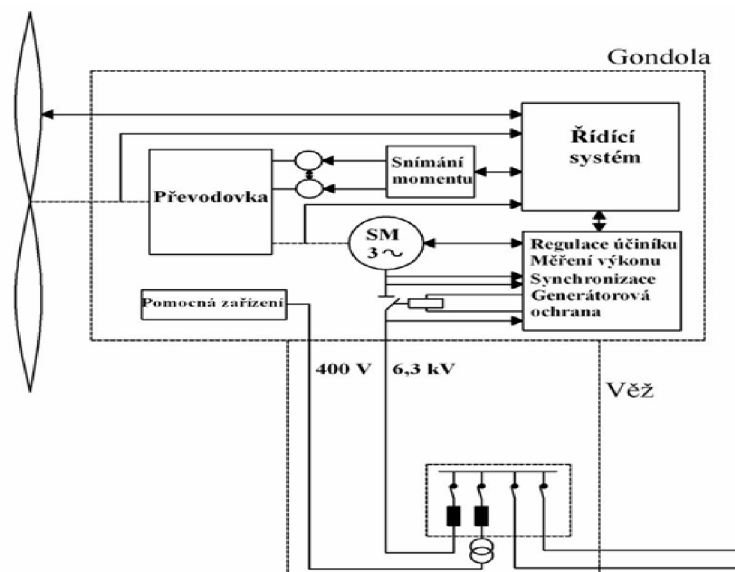 Gondola
Řídící
systém
Snímání
momentu
Převodovka
SM
3~
Regulace účiníku
Měření výkonu
Synchronizace
Generátorová
ochrana
Pomocná zařízení
400 V
6,3 kV
Věž